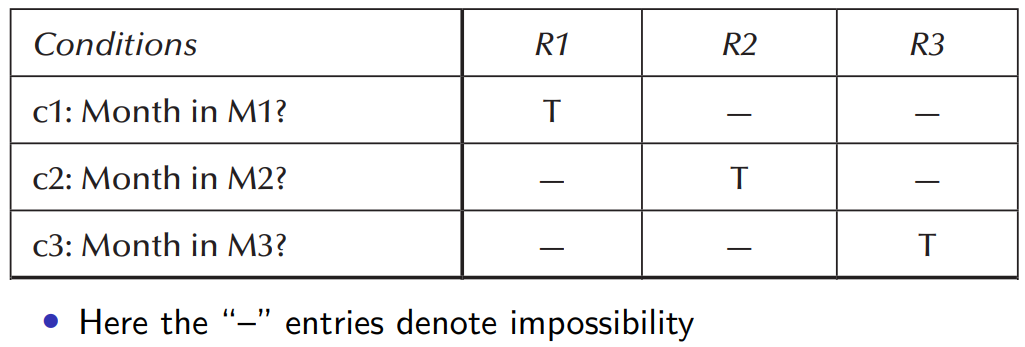 Conditions R1 R2 R3
c1: Month in M1? T — —
c2: Month in M2? — T —
c3: Month in M3? — — T
• Here the “–” entries denote impossibility